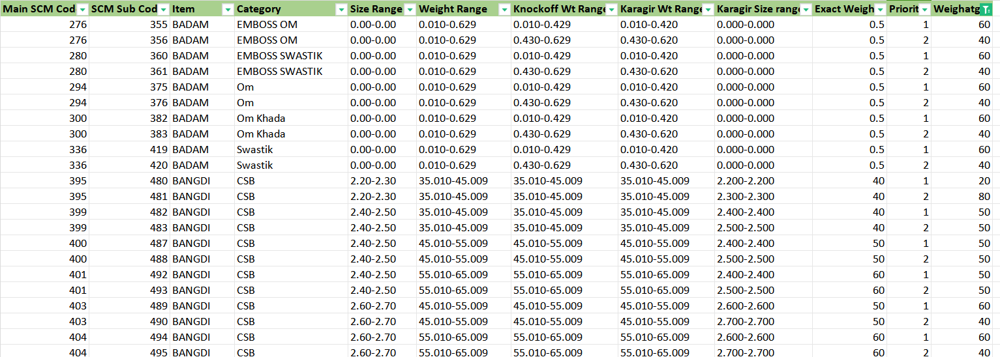 Main SCM Cod SCM Sub Cod Item Category Size Range Weight Range Knockoff Wt Range Karagir Wt Range Karagir Size range Exact Weigh Priorit Weighatg
276 355 BADAM EMBOSS OM 0.00-0.00 0.010-0.629 0.010-0.429 0.010-0.420 0.000-0.000 0.5 1 60
276 356 BADAM EMBOSS OM 0.00-0.00 0.010-0.629 0.430-0.629 0.430-0.620 0.000-0.000 0.5 2 40
280 360 BADAM EMBOSS SWASTIK 0.00-0.00 0.010-0.629 0.010-0.429 0.010-0.420 0.000-0.000 0.5 1 60
280 361 BADAM EMBOSS SWASTIK 0.00-0.00 0.010-0.629 0.430-0.629 0.430-0.620 0.000-0.000 0.5 2 40
294 375 BADAM Om 0.00-0.00 0.010-0.629 0.010-0.429 0.010-0.420 0.000-0.000 0.5 1 60
294 376 BADAM Om 0.00-0.00 0.010-0.629 0.430-0.629 0.430-0.620 0.000-0.000 0.5 2 40
300 382 BADAM Om Khada 0.00-0.00 0.010-0.629 0.010-0.429 0.010-0.420 0.000-0.000 0.5 1 60
300 383 BADAM Om Khada 0.00-0.00 0.010-0.629 0.430-0.629 0.430-0.620 0.000-0.000 0.5 2 40
336 419 BADAM Swastik 0.00-0.00 0.010-0.629 0.010-0.429 0.010-0.420 0.000-0.000 0.5 1 60
336 420 BADAM Swastik 0.00-0.00 0.010-0.629 0.430-0.629 0.430-0.620 0.000-0.000 0.5 2 40
395 480 BANGDI CSB 2.20-2.30 35.010-45.009 35.010-45.009 35.010-45.009 2.200-2.200 40 1 20
395 481 BANGDI CSB 2.20-2.30 35.010-45.009 35.010-45.009 35.010-45.009 2.300-2.300 40 2 80
399 482 BANGDI CSB 2.40-2.50 35.010-45.009 35.010-45.009 35.010-45.009 2.400-2.400 40 1 50
399 483 BANGDI CSB 2.40-2.50 35.010-45.009 35.010-45.009 35.010-45.009 2.500-2.500 40 2 50
400 487 BANGDI CSB 2.40-2.50 45.010-55.009 45.010-55.009 45.010-55.009 2.400-2.400 50 1 50
400 488 BANGDI CSB 2.40-2.50 45.010-55.009 45.010-55.009 45.010-55.009 2.500-2.500 50 2 50
401 492 BANGDI CSB 2.40-2.50 55.010-65.009 55.010-65.009 55.010-65.009 2.400-2.400 60 1 50
401 493 BANGDI CSB 2.40-2.50 55.010-65.009 55.010-65.009 55.010-65.009 2.500-2.500 60 2 50
403 489 BANGDI CSB 2.60-2.70 45.010-55.009 45.010-55.009 45.010-55.009 2.600-2.600 50 1 60
403 490 BANGDI CSB 2.60-2.70 45.010-55.009 45.010-55.009 45.010-55.009 2.700-2.700 50 2 40
404 494 BANGDI CSB 2.60-2.70 55.010-65.009 55.010-65.009 55.010-65.009 2.600-2.600 60 1 60
404 495 BANGDI CSB 2.60-2.70 55.010-65.009 55.010-65.009 55.010-65.009 2.700-2.700 60 2 40